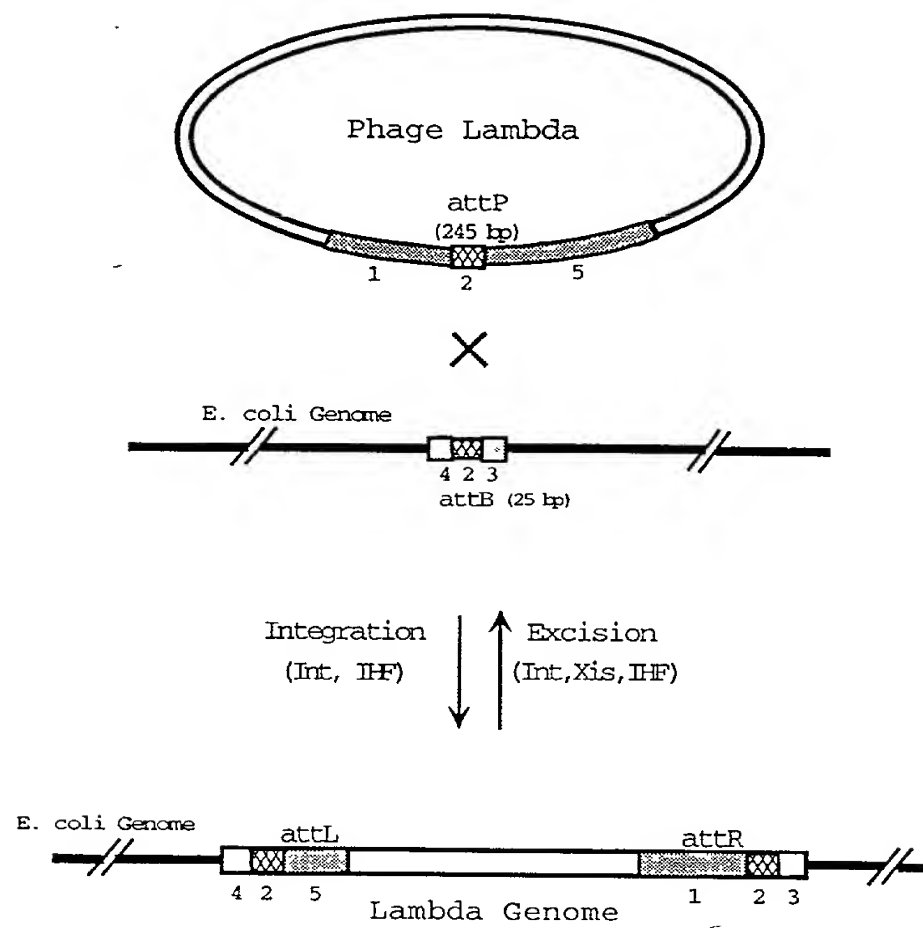 Phage Lambda
attP
(245 bp)
1 2 5
E. coli Genome
4 2 3
attB (25 bp)
Integration
(Int, IHF)
Excision
(Int,Xis,IHF)
E. coli Genome
attL
attR
4 2 5 1 2 3
Lambda Genome